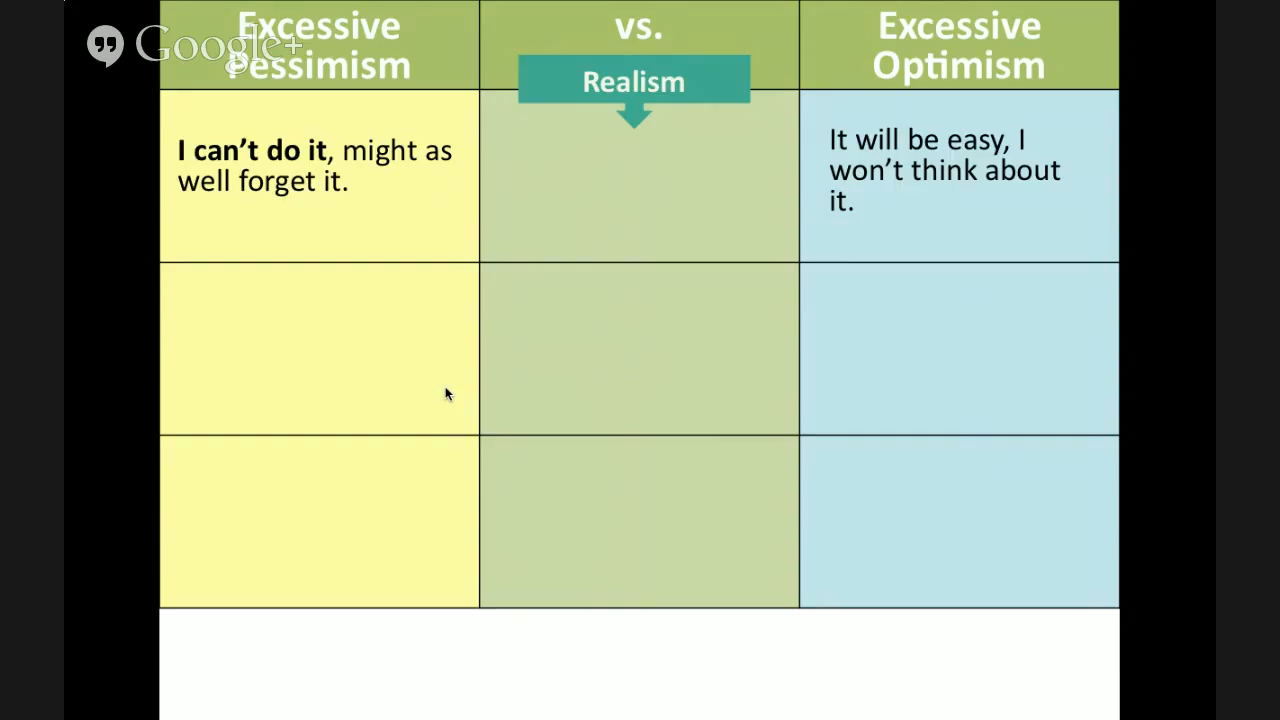 Excessive
Pessimism
vs.
Excessive
Optimism
Google+
Realism
I can't do it, might as
well forget it.
It will be easy, I
won't think about
it.